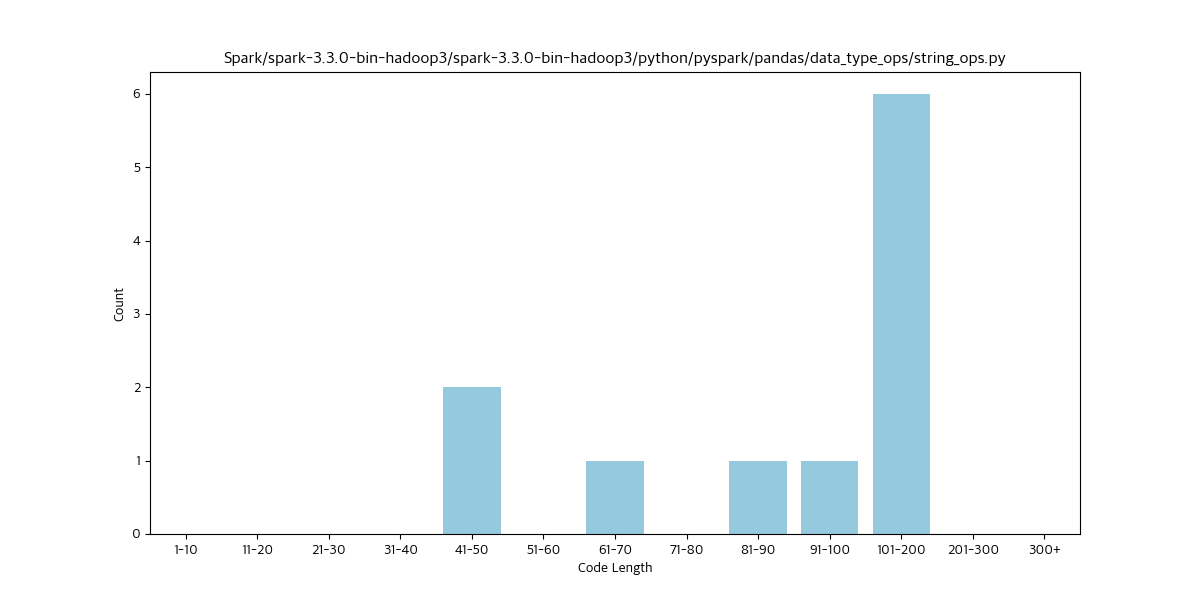 Spark/spark-3.3.0-bin-hadoop3/spark-3.3.0-bin-hadoop3/python/pyspark/pandas/data_type_ops/string_ops.py
6
5
4
3
2
1
0
Count
1-10 11-20 21-30 31-40 41-50 51-60 61-70 71-80 81-90 91-100 101-200 201-300 300+
Code Length